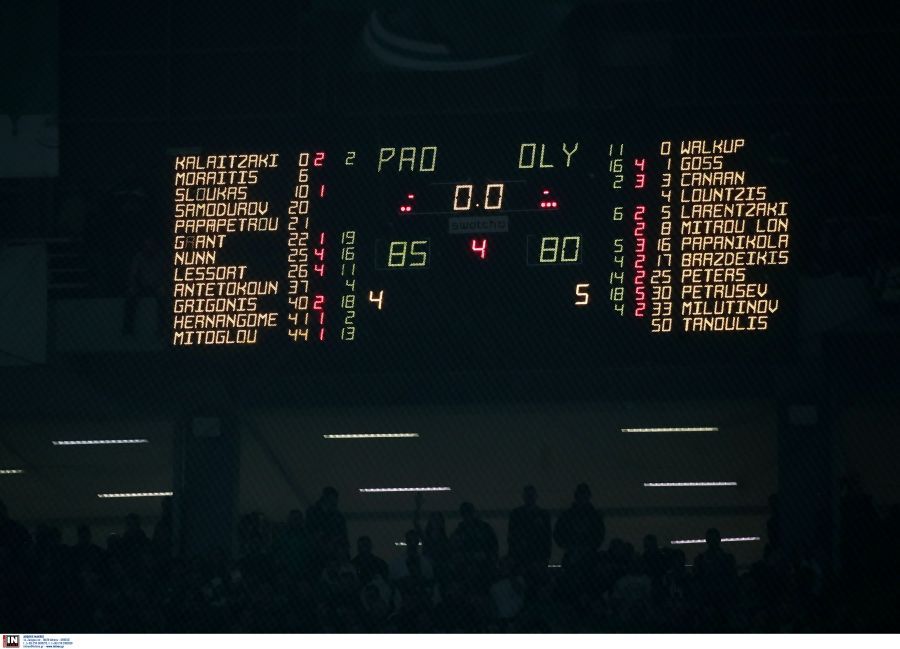 PAO OLY
0.0
swatch
85 4 80
4 5
KALAITZAKI 0 2 2
MORAITIS 6
SLOUKAS 10 1
SAMODUROV 20
PAPAPETROU 21
GRANT 22 1 19
NUNN 25 4 16
LESSORT 26 4 11
ANTETOKOUN 37 4
GRIGONIS 40 2 18
HERNANGOME 41 1 2
MITOGLOU 44 1 13
11 0 WALKUP
16 4 1 GOSS
2 3 3 CANAAN
4 LOUNTZIS
6 2 5 LARENTZAKI
2 8 MITROU LON
5 3 16 PAPANIKOLA
4 2 17 BRAZDEIKIS
14 2 25 PETERS
18 5 30 PETRUSEV
4 2 33 MILUTINOV
50 TANOULIS
IN